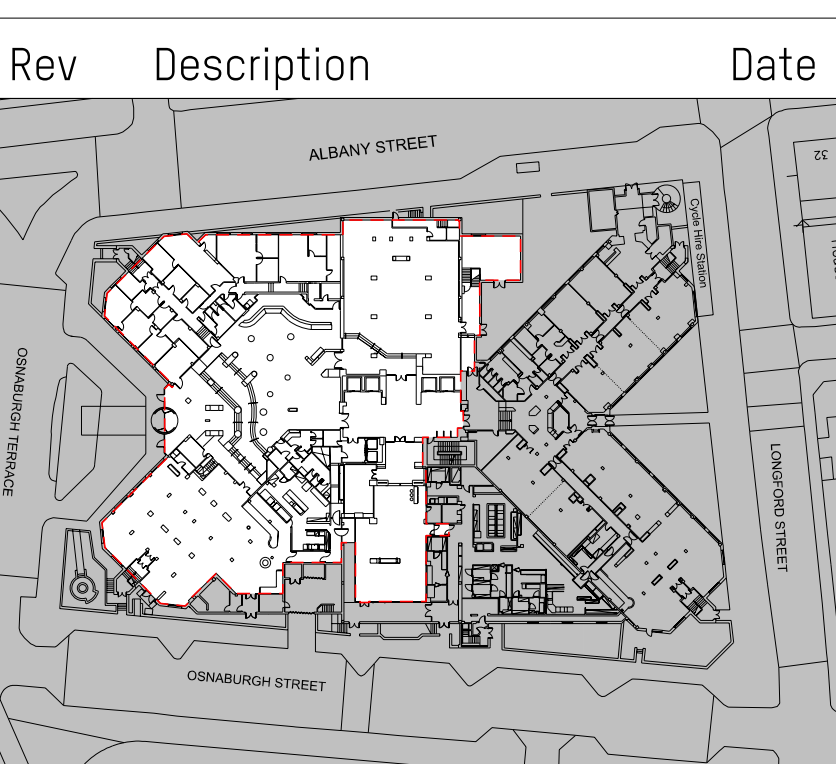 Rev Description Date
ALBANY STREET
32
Cycle Hire Station
OSNABURGH TERRACE
LONGFORD STREET
OSNABURGH STREET